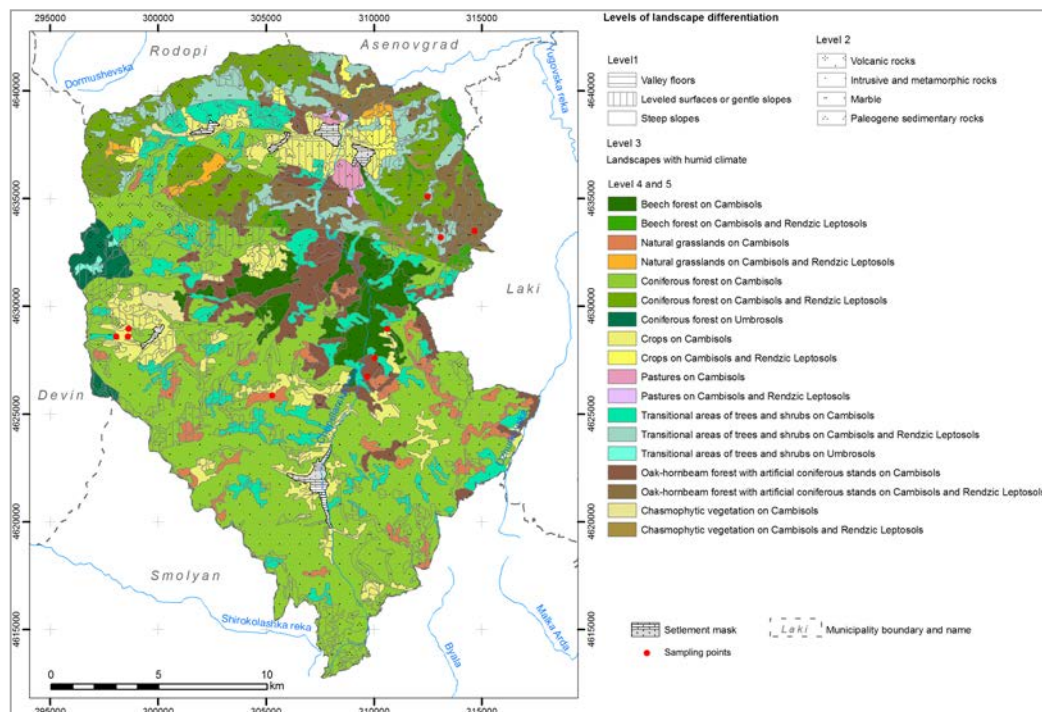 295000 300000 305000 310000 315000
Rodopi
Asenovgrad
Dormushevska
Yugovska reka
4640000
4640000
4635000
4635000
4630000
4630000
Laki
4625000
4625000
Devin
4620000
4620000
Smolyan
Shirokolashka reka
Byala
Malka Arda
4615000
4615000
0 5 10
km
295000 300000 305000 310000 315000
Levels of landscape differentiation
Level1
Valley floors
Leveled surfaces or gentle slopes
Steep slopes
Level 2
Volcanic rocks
Intrusive and metamorphic rocks
Marble
Paleogene sedimentary rocks
Level 3
Landscapes with humid climate
Level 4 and 5
Beech forest on Cambisols
Beech forest on Cambisols and Rendzic Leptosols
Natural grasslands on Cambisols
Natural grasslands on Cambisols and Rendzic Leptosols
Coniferous forest on Cambisols
Coniferous forest on Cambisols and Rendzic Leptosols
Coniferous forest on Umbrosols
Crops on Cambisols
Crops on Cambisols and Rendzic Leptosols
Pastures on Cambisols
Pastures on Cambisols and Rendzic Leptosols
Transitional areas of trees and shrubs on Cambisols
Transitional areas of trees and shrubs on Cambisols and Rendzic Leptosols
Transitional areas of trees and shrubs on Umbrosols
Oak-hornbeam forest with artificial coniferous stands on Cambisols
Oak-hornbeam forest with artificial coniferous stands on Cambisols and Rendzic Leptosols
Chasmophytic vegetation on Cambisols
Chasmophytic vegetation on Cambisols and Rendzic Leptosols
Setlement mask
Laki
Municipality boundary and name
Sampling points